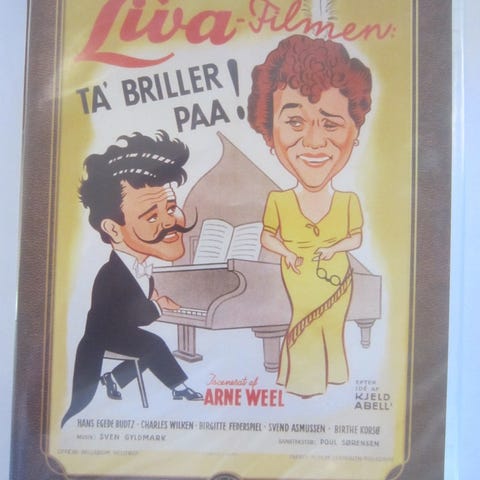 Liva-Filmen:
TA' BRILLER
PAA!
Iscenesat af
ARNE WEEL
EFTER
IDÉ AF
KJELD
ABELL'
HANS EGEDE BUDTZ · CHARLES WILKEN · BIRGITTE FEDERSPIEL · SVEND ASMUSSEN · BIRTHE KORSØ
MUSIK: SVEN GYLDMARK
SANGTEKSTER: POUL SØRENSEN